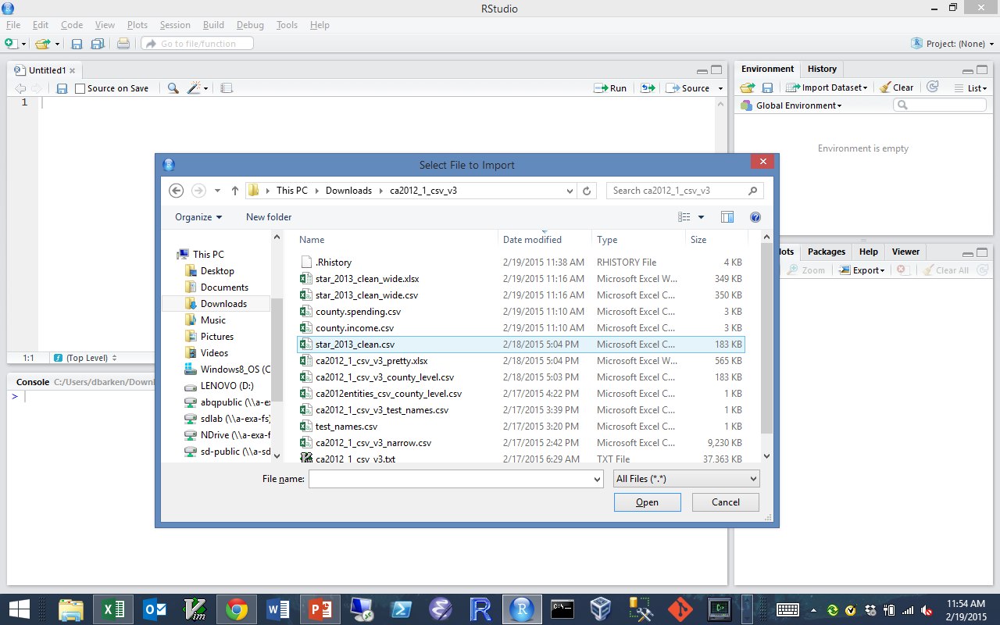 RStudio
File Edit Code View Plots Session Build Debug Tools Help
Go to file/function Project: (None)
Untitled1
Source on Save Run Source
1
1:1 (Top Level)
Console C:/Users/dbarken/Downl
>
Environment History
Import Dataset Clear List
Global Environment
Environment is empty
lots Packages Help Viewer
Zoom Export Clear All
Select File to Import
This PC Downloads ca2012_1_csv_v3 Search ca2012_1_csv_v3
Organize New folder
This PC
Desktop
Documents
Downloads
Music
Pictures
Videos
Windows8_OS (C
LENOVO (D:)
abqpublic (\\a-ex
sdlab (\\a-exa-fs)
NDrive (\\a-exa-f
sd-public (\\a-sd
Name Date modified Type Size
.Rhistory 2/19/2015 11:38 AM RHISTORY File 4 KB
star_2013_clean_wide.xlsx 2/19/2015 11:16 AM Microsoft Excel W... 349 KB
star_2013_clean_wide.csv 2/19/2015 11:16 AM Microsoft Excel C... 350 KB
county.spending.csv 2/19/2015 11:10 AM Microsoft Excel C... 3 KB
county.income.csv 2/19/2015 11:10 AM Microsoft Excel C... 3 KB
star_2013_clean.csv 2/18/2015 5:04 PM Microsoft Excel C... 183 KB
ca2012_1_csv_v3_pretty.xlsx 2/18/2015 5:04 PM Microsoft Excel W... 565 KB
ca2012_1_csv_v3_county_level.csv 2/18/2015 5:03 PM Microsoft Excel C... 183 KB
ca2012entities_csv_county_level.csv 2/17/2015 4:22 PM Microsoft Excel C... 1 KB
ca2012_1_csv_v3_test_names.csv 2/17/2015 3:39 PM Microsoft Excel C... 1 KB
test_names.csv 2/17/2015 3:20 PM Microsoft Excel C... 1 KB
ca2012_1_csv_v3_narrow.csv 2/17/2015 2:42 PM Microsoft Excel C... 9,230 KB
ca2012_1_csv_v3.txt 2/17/2015 6:29 AM TXT File 37,363 KB
File name: All Files (*.*)
Open Cancel
11:54 AM
2/19/2015